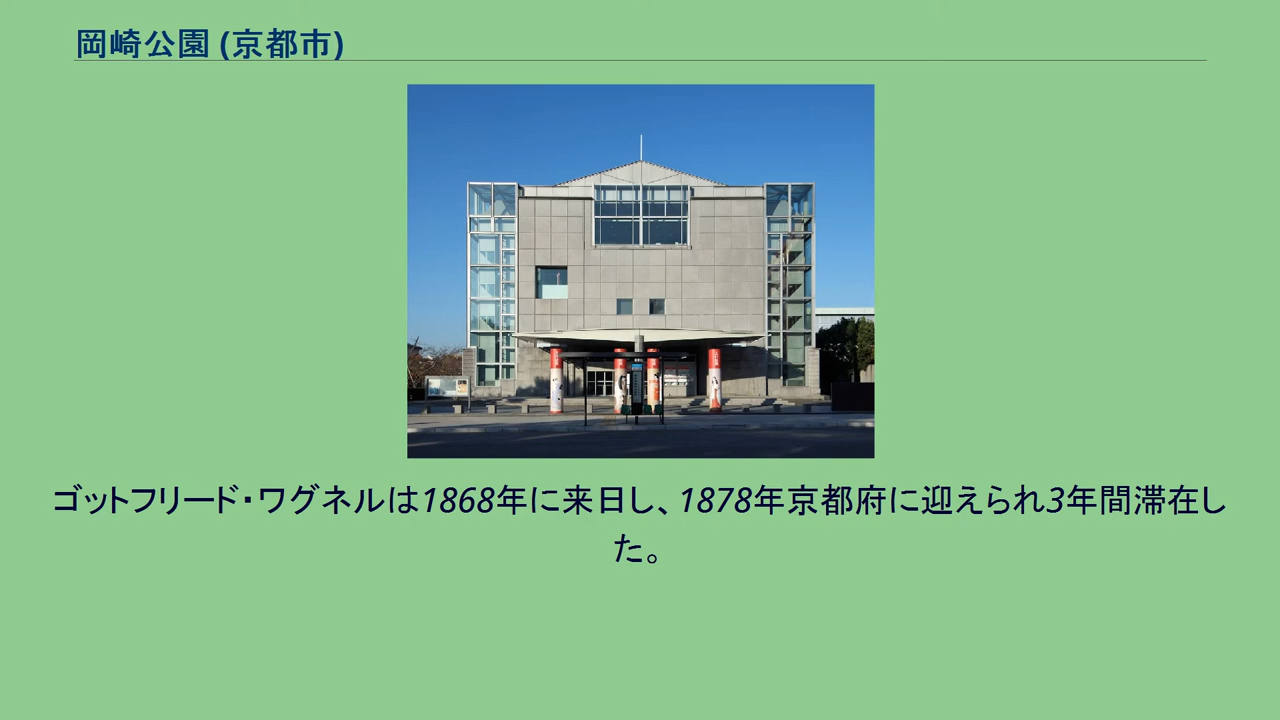 岡崎公園 (京都市)
ゴットフリード・ワグネルは1868年に来日し、1878年京都府に迎えられ3年間滞在し
た。